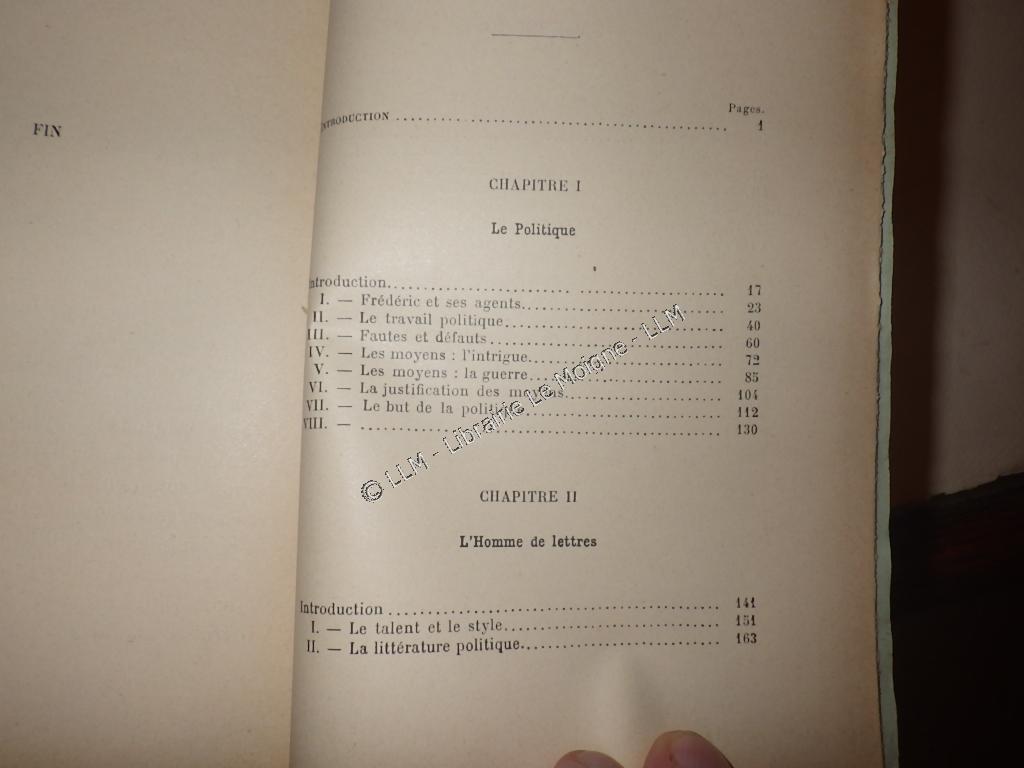 FIN
Pages.
INTRODUCTION ........ 1
CHAPITRE I
Le Politique
Introduction........ 17
I. — Frédéric et ses agents........ 23
II. — Le travail politique........ 40
III. — Fautes et défauts........ 60
IV. — Les moyens : l'intrigue........ 72
V. — Les moyens : la guerre........ 85
VI. — La justification des moyens........ 104
VII. — Le but de la politique........ 112
VIII. — ........ 130
© LLM - Librairie Le Moigne - LLM
CHAPITRE II
L'Homme de lettres
Introduction ........ 141
I. — Le talent et le style........ 151
II. — La littérature politique........ 163